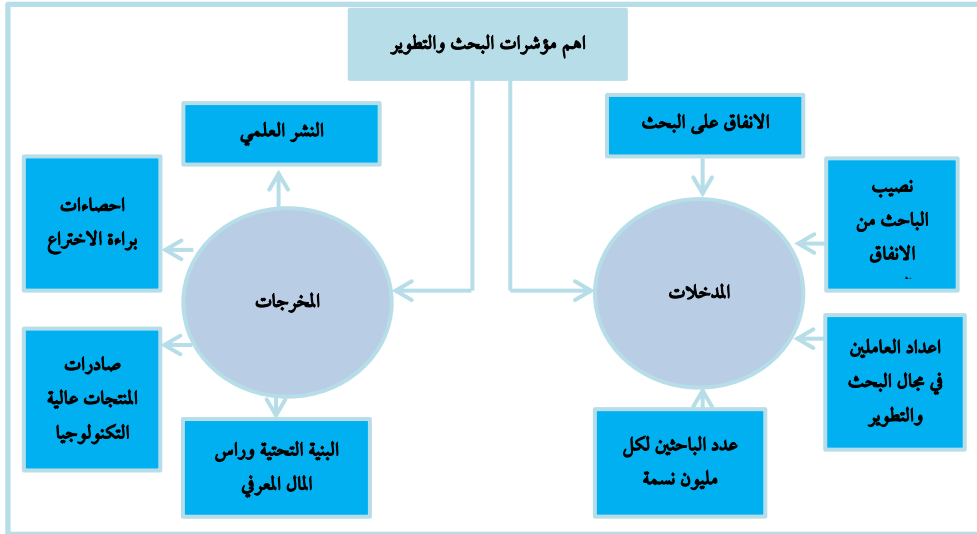 اهم مؤشرات البحث والتطوير
الانفاق على البحث
نصيب
الباحث من
الانفاق
المدخلات
اعداد العاملين
في مجال البحث
والتطوير
عدد الباحثين لكل
مليون نسمة
النشر العلمي
احصاءات
براءة الاختراع
المخرجات
صادرات
المنتجات عالية
التكنولوجيا
البنية التحتية وراس
المال المعرفي